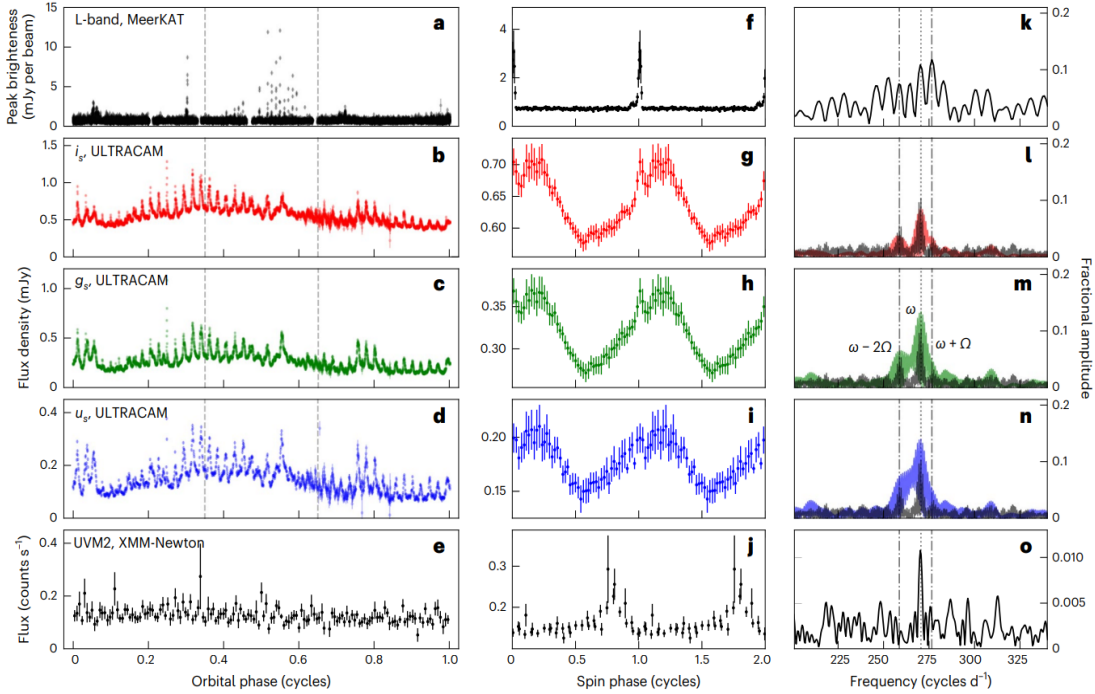 L-band, MeerKAT
a
Peak brightness
(mJy per beam)
15
10
5
0
f
4
2
0
k
0.2
0.1
0
i_s, ULTRACAM
b
1.5
1.0
0.5
0
g
0.70
0.65
0.60
l
0.2
0.1
0
g_s, ULTRACAM
c
Flux density (mJy)
1.0
0.5
0
h
0.35
0.30
m
ω
ω − 2Ω
ω + Ω
0.2
0.1
0
Fractional amplitude
u_s, ULTRACAM
d
0.4
0.2
0
i
0.20
0.15
n
0.2
0.1
0
UVM2, XMM-Newton
e
Flux (counts s⁻¹)
0.4
0.2
0
j
0.3
0.2
o
0.010
0.005
0
0 0.2 0.4 0.6 0.8 1.0
Orbital phase (cycles)
0 0.5 1.0 1.5 2.0
Spin phase (cycles)
225 250 275 300 325
Frequency (cycles d⁻¹)